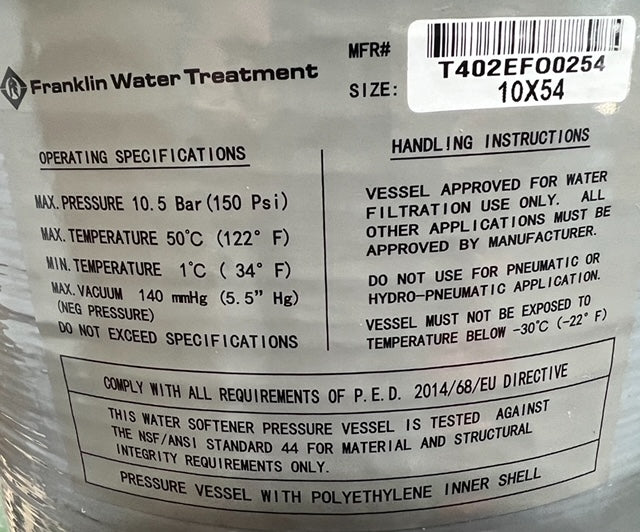 Franklin Water Treatment
MFR#
T402EFO0254
SIZE:
10X54
OPERATING SPECIFICATIONS
MAX. PRESSURE 10.5 Bar (150 Psi)
MAX. TEMPERATURE 50°C (122° F)
MIN. TEMPERATURE 1°C ( 34° F)
MAX. VACUUM 140 mmHg (5.5” Hg)
(NEG PRESSURE)
DO NOT EXCEED SPECIFICATIONS
HANDLING INSTRUCTIONS
VESSEL APPROVED FOR WATER
FILTRATION USE ONLY. ALL
OTHER APPLICATIONS MUST BE
APPROVED BY MANUFACTURER.
DO NOT USE FOR PNEUMATIC OR
HYDRO-PNEUMATIC APPLICATION.
VESSEL MUST NOT BE EXPOSED TO
TEMPERATURE BELOW -30°C (-22° F)
COMPLY WITH ALL REQUIREMENTS OF P.E.D. 2014/68/EU DIRECTIVE
THIS WATER SOFTENER PRESSURE VESSEL IS TESTED AGAINST
THE NSF/ANSI STANDARD 44 FOR MATERIAL AND STRUCTURAL
INTEGRITY REQUIREMENTS ONLY.
PRESSURE VESSEL WITH POLYETHYLENE INNER SHELL